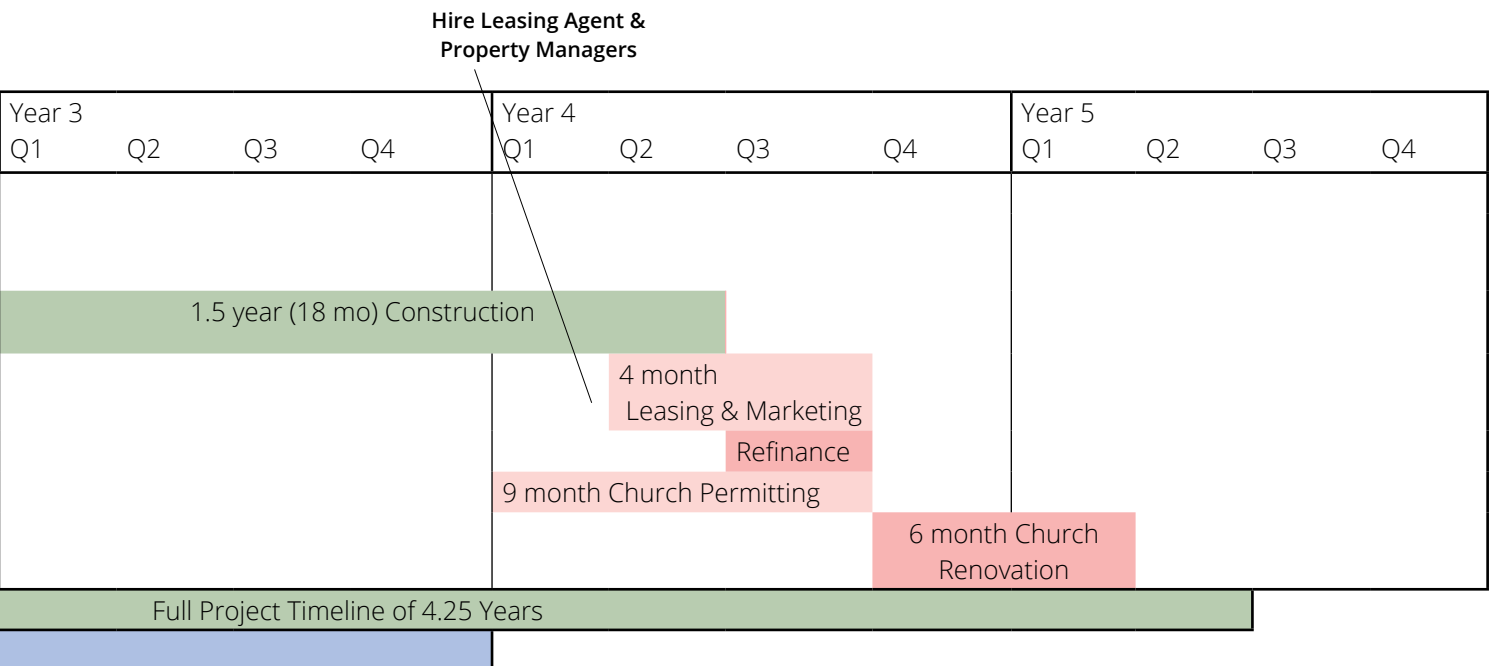 Hire Leasing Agent &
Property Managers
Year 3 Year 4 Year 5
Q1 Q2 Q3 Q4 Q1 Q2 Q3 Q4 Q1 Q2 Q3 Q4
1.5 year (18 mo) Construction
4 month
Leasing & Marketing
Refinance
9 month Church Permitting
6 month Church
Renovation
Full Project Timeline of 4.25 Years